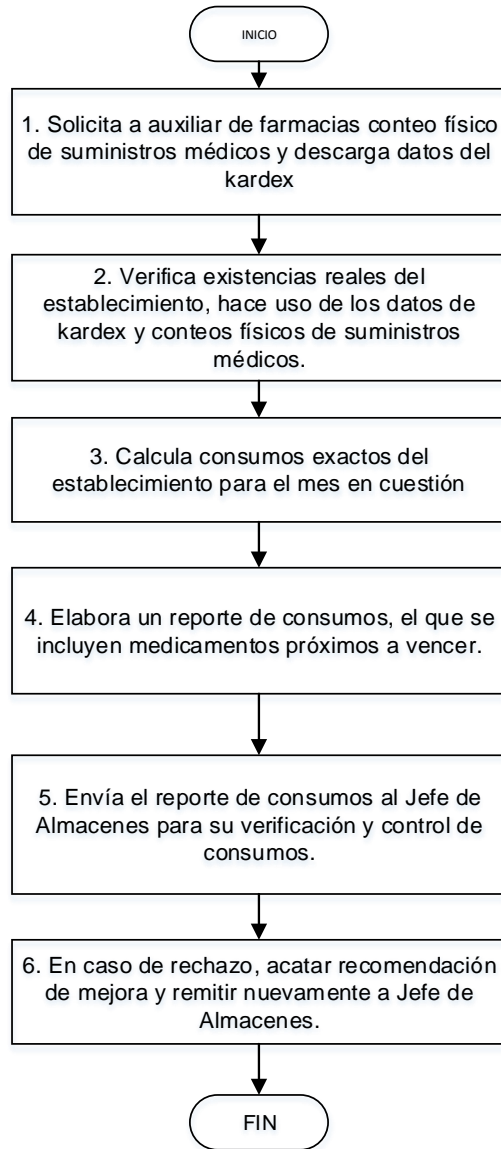 INICIO
1. Solicita a auxiliar de farmacias conteo físico
de suministros médicos y descarga datos del
kardex
2. Verifica existencias reales del
establecimiento, hace uso de los datos de
kardex y conteos físicos de suministros
médicos.
3. Calcula consumos exactos del
establecimiento para el mes en cuestión
4. Elabora un reporte de consumos, el que se
incluyen medicamentos próximos a vencer.
5. Envía el reporte de consumos al Jefe de
Almacenes para su verificación y control de
consumos.
6. En caso de rechazo, acatar recomendación
de mejora y remitir nuevamente a Jefe de
Almacenes.
FIN